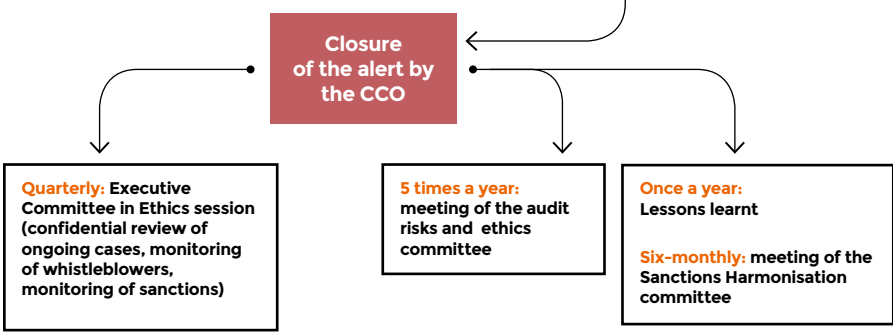 Closure
of the alert by
the CCO
Quarterly: Executive
Committee in Ethics session
(confidential review of
ongoing cases, monitoring
of whistleblowers,
monitoring of sanctions)
5 times a year:
meeting of the audit
risks and ethics
committee
Once a year:
Lessons learnt
Six-monthly: meeting of the
Sanctions Harmonisation
committee